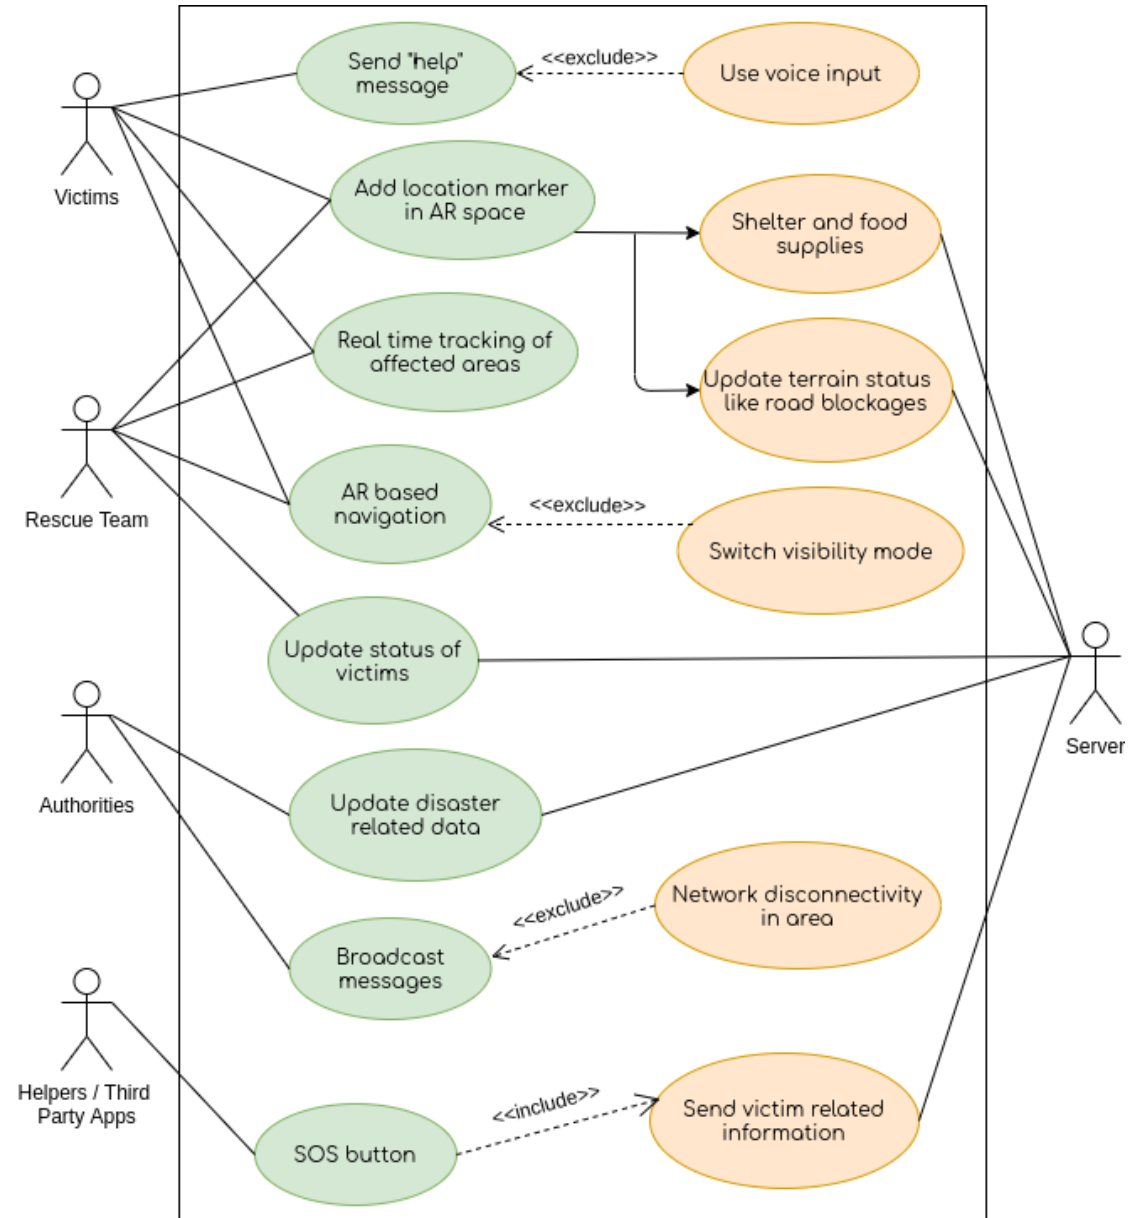 Send "help"
message
<<exclude>>
Use voice input
Victims
Add location marker
in AR space
Shelter and food
supplies
Real time tracking of
affected areas
Update terrain status
like road blockages
Rescue Team
AR based
navigation
<<exclude>>
Switch visibility mode
Update status of
victims
Server
Authorities
Update disaster
related data
<<exclude>>
Network disconnectivity
in area
Broadcast
messages
Helpers / Third
Party Apps
SOS button
<<include>>
Send victim related
information